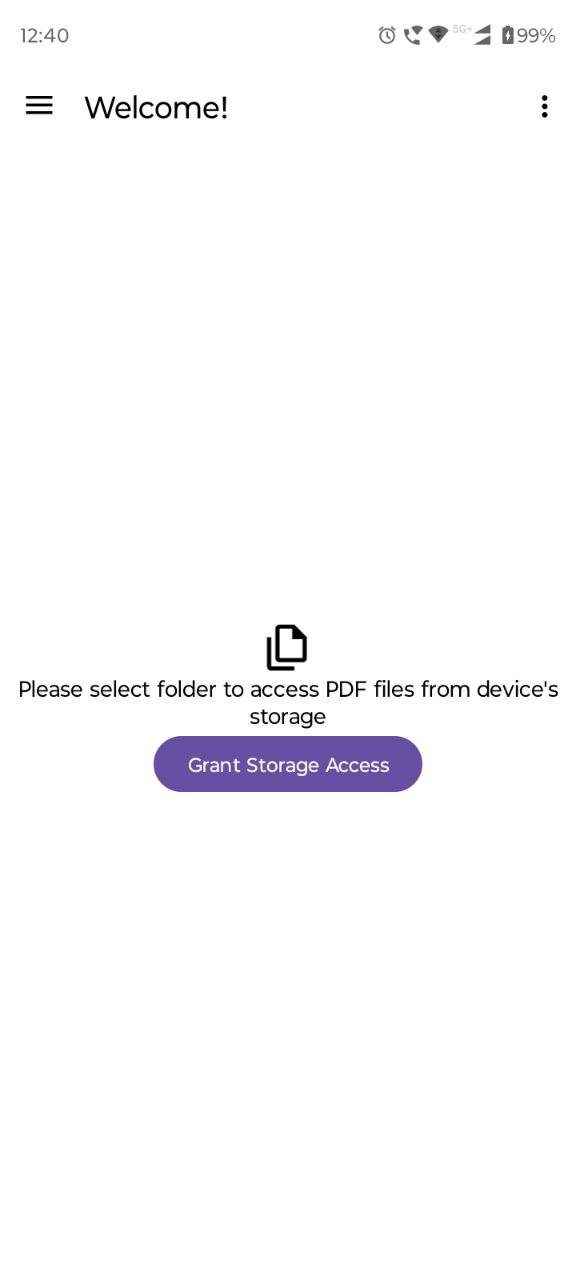 12:40
5G+
99%
Welcome!
Please select folder to access PDF files from device's
storage
Grant Storage Access